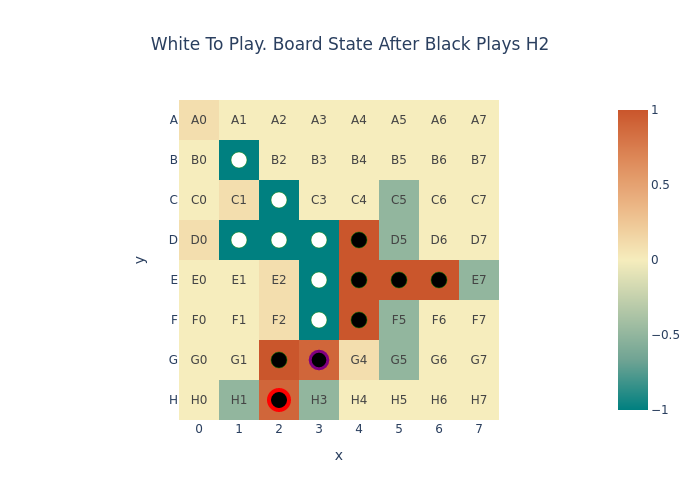 White To Play. Board State After Black Plays H2
A A0 A1 A2 A3 A4 A5 A6 A7
B B0 B2 B3 B4 B5 B6 B7
C C0 C1 C3 C4 C5 C6 C7
D D0 D5 D6 D7
E E0 E1 E2 E7
F F0 F1 F2 F5 F6 F7
G G0 G1 G4 G5 G6 G7
H H0 H1 H3 H4 H5 H6 H7
0 1 2 3 4 5 6 7
x
y
1
0.5
0
−0.5
−1